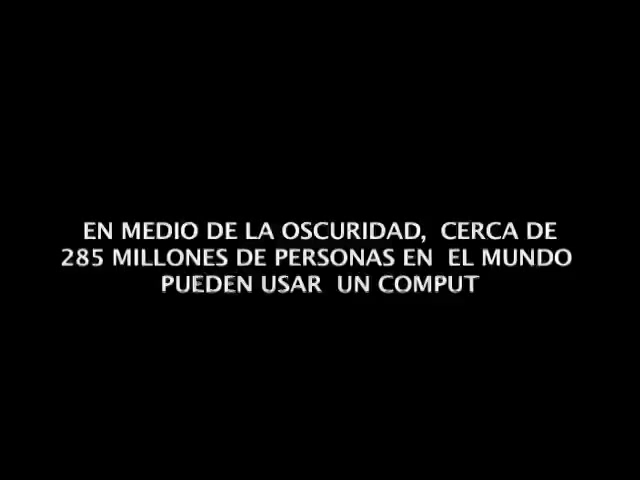 EN MEDIO DE LA OSCURIDAD, CERCA DE
285 MILLONES DE PERSONAS EN EL MUNDO
PUEDEN USAR UN COMPUT